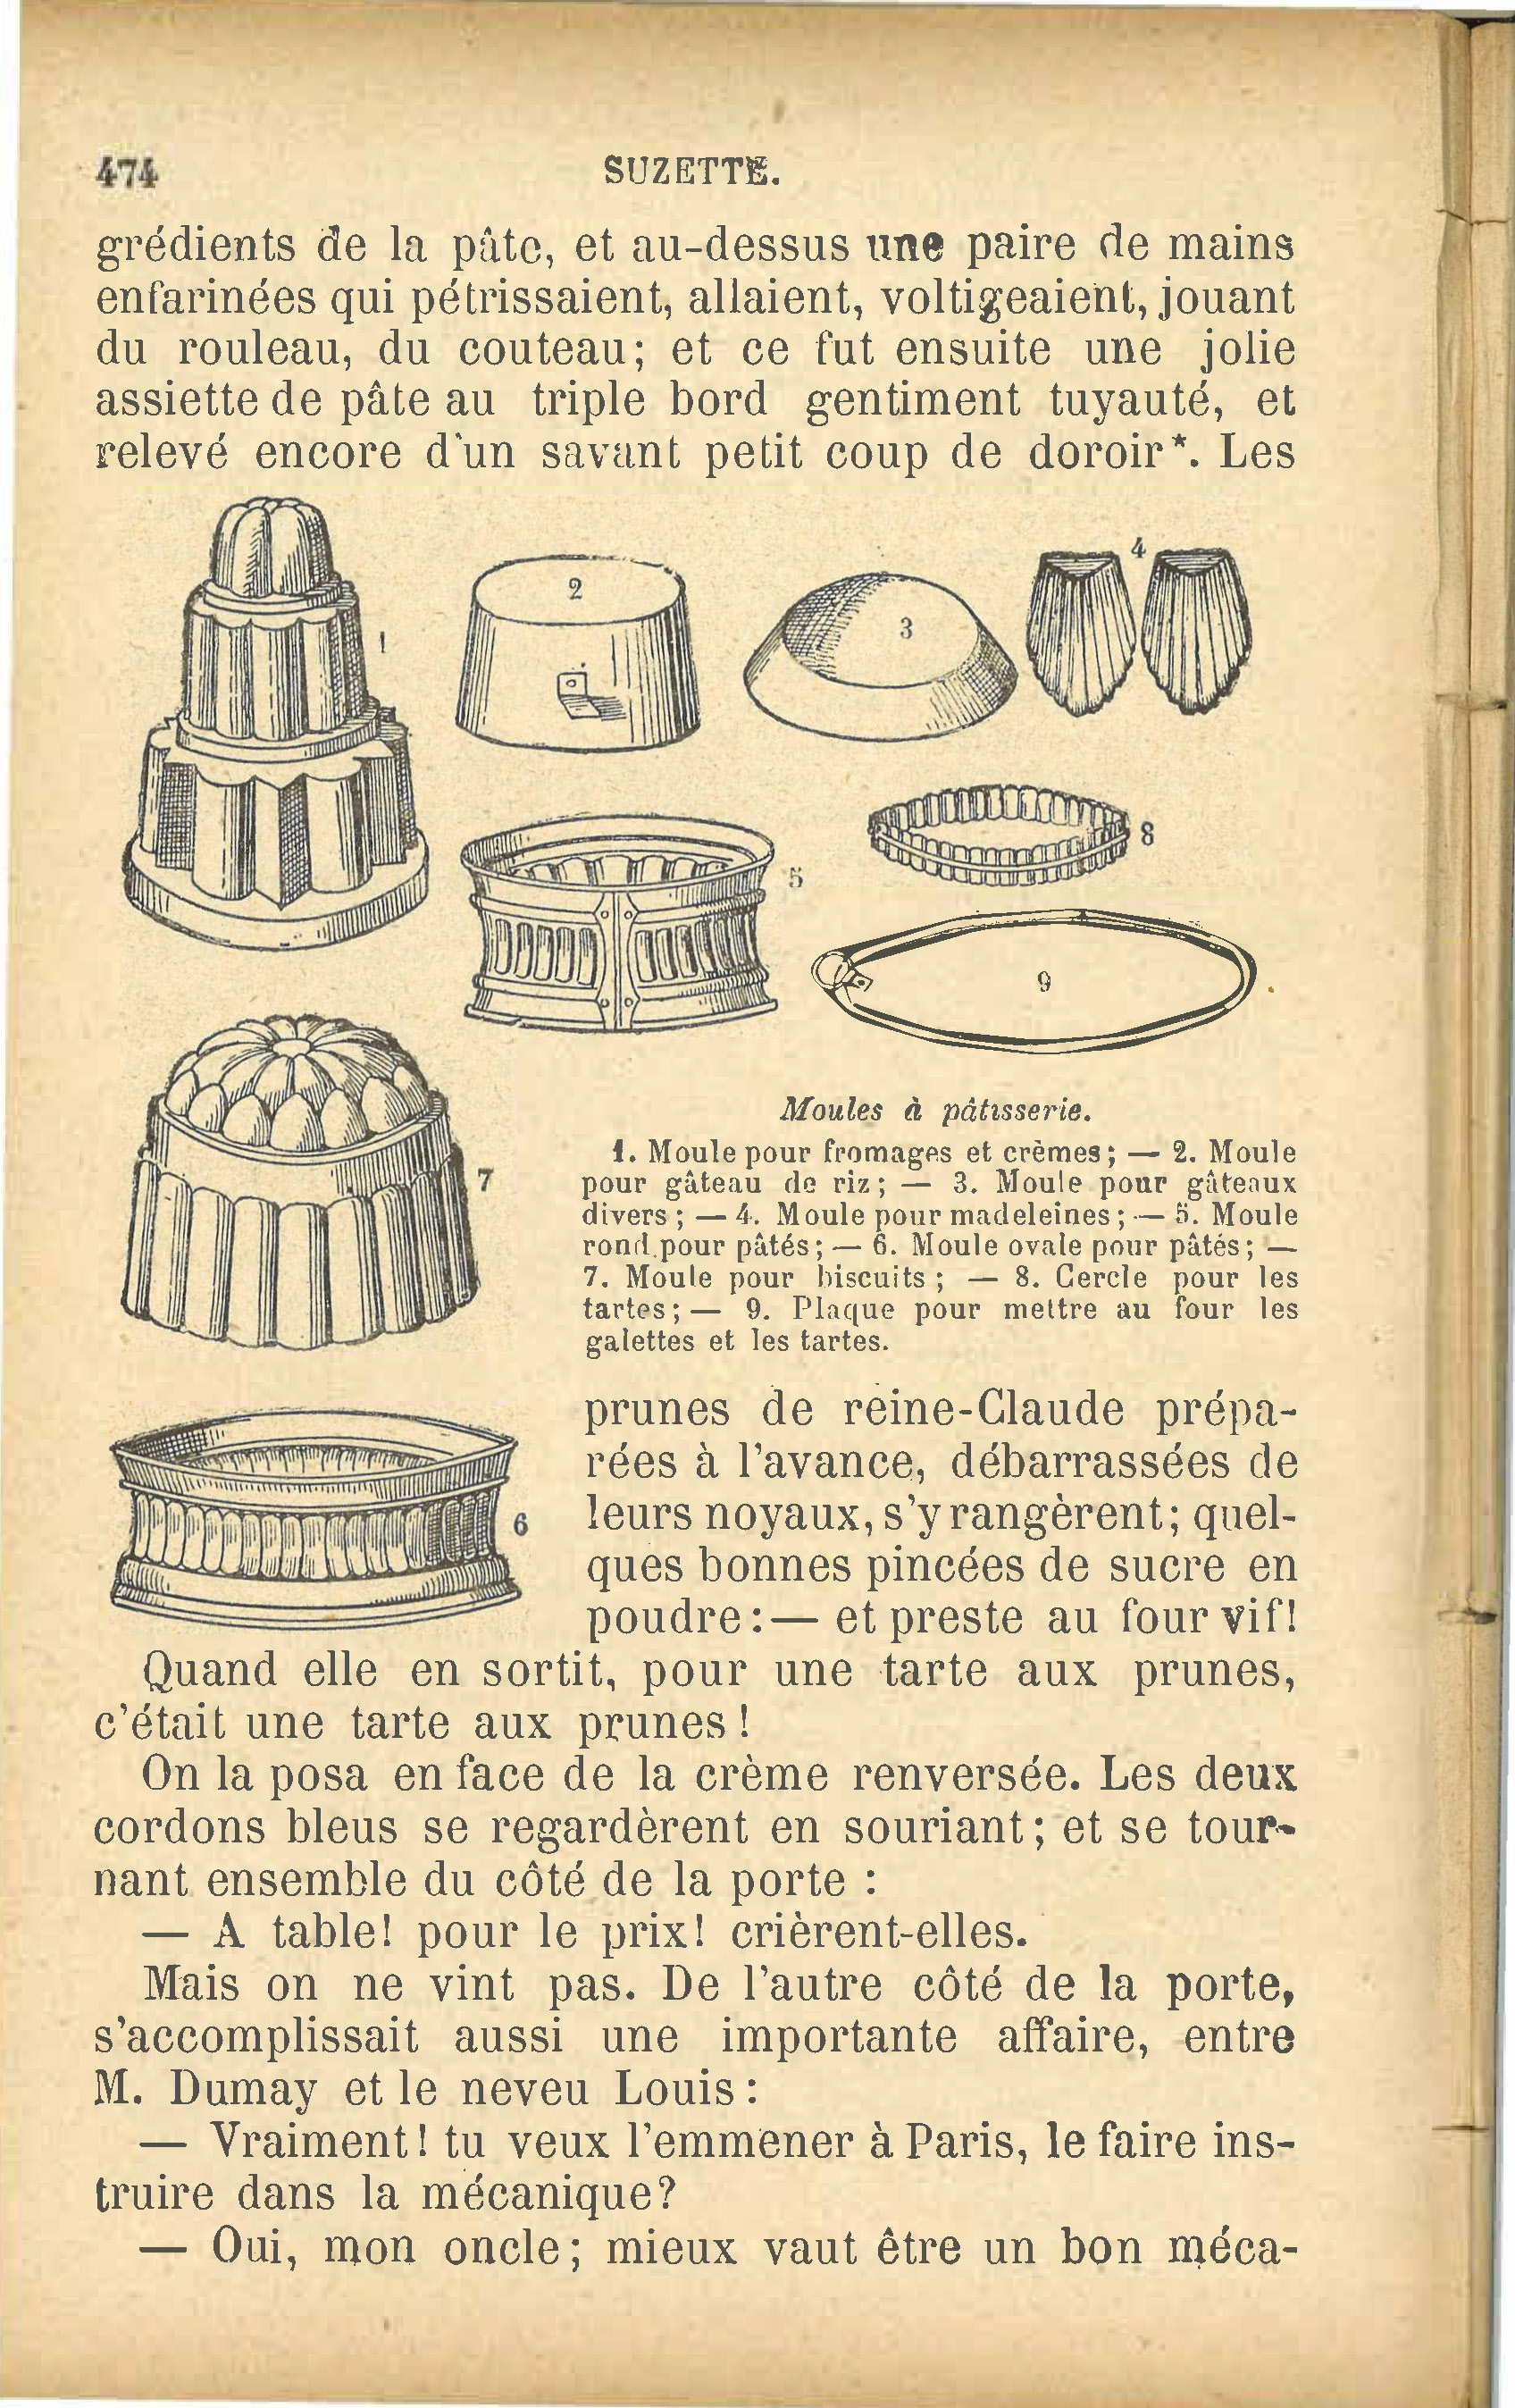 474
SUZETTE.
grédients de la pâte, et au-dessus une paire de mains
enfarinées qui pétrissaient, allaient, voltigeaient, jouant
du rouleau, du couteau; et ce fut ensuite une jolie
assiette de pâte au triple bord gentiment tuyauté, et
relevé encore d'un savant petit coup de doroir*. Les
1
2
3
4
5
8
9
7
Moules à pâtisserie.
1. Moule pour fromages et crèmes; — 2. Moule
pour gâteau de riz; — 3. Moule pour gâteaux
divers; — 4. Moule pour madeleines; — 5. Moule
rond pour pâtés; — 6. Moule ovale pour pâtés; —
7. Moule pour biscuits; — 8. Cercle pour les
tartes; — 9. Plaque pour mettre au four les
galettes et les tartes.
6
prunes de reine-Claude prépa-
rées à l'avance, débarrassées de
leurs noyaux, s'y rangèrent; quel-
ques bonnes pincées de sucre en
poudre: — et preste au four vif!
Quand elle en sortit, pour une tarte aux prunes,
c'était une tarte aux prunes!
On la posa en face de la crème renversée. Les deux
cordons bleus se regardèrent en souriant; et se tour-
nant ensemble du côté de la porte :
— A table! pour le prix! crièrent-elles.
Mais on ne vint pas. De l'autre côté de la porte,
s'accomplissait aussi une importante affaire, entre
M. Dumay et le neveu Louis :
— Vraiment! tu veux l'emmener à Paris, le faire ins-
truire dans la mécanique?
— Oui, mon oncle; mieux vaut être un bon méca-